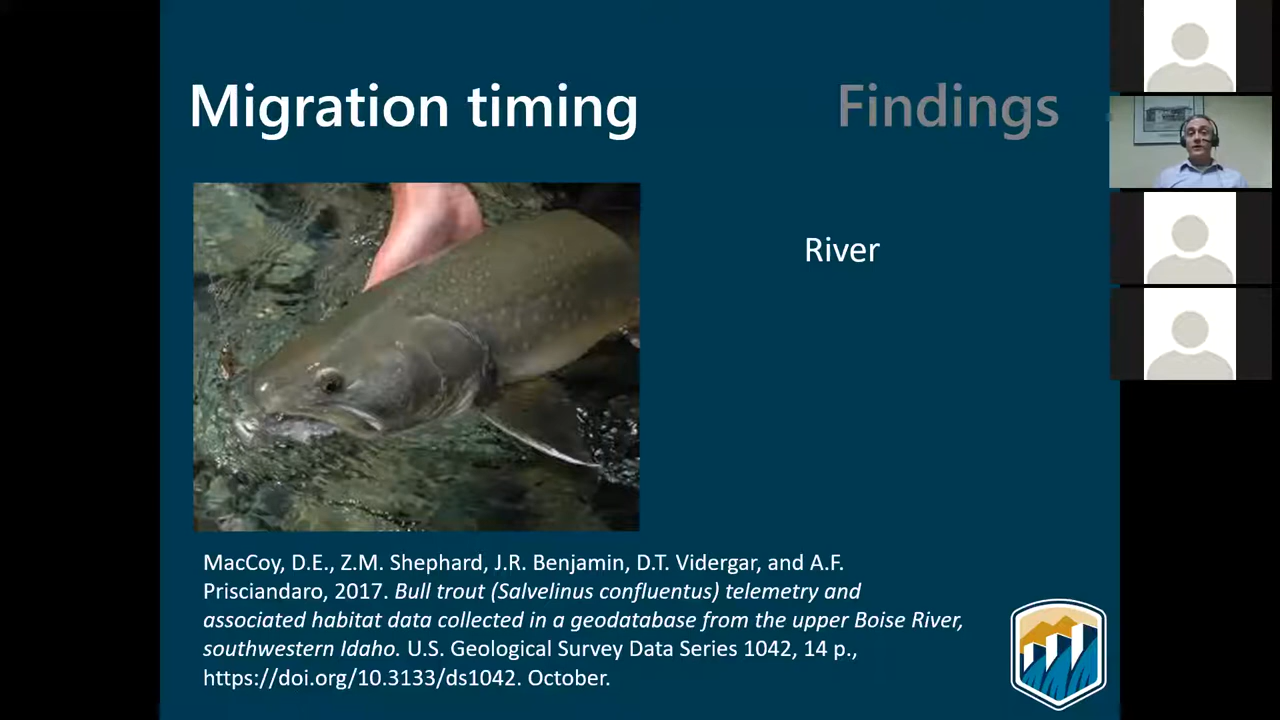 Migration timing
Findings
River
MacCoy, D.E., Z.M. Shephard, J.R. Benjamin, D.T. Vidergar, and A.F.
Prisciandaro, 2017. Bull trout (Salvelinus confluentus) telemetry and
associated habitat data collected in a geodatabase from the upper Boise River,
southwestern Idaho. U.S. Geological Survey Data Series 1042, 14 p.,
https://doi.org/10.3133/ds1042. October.